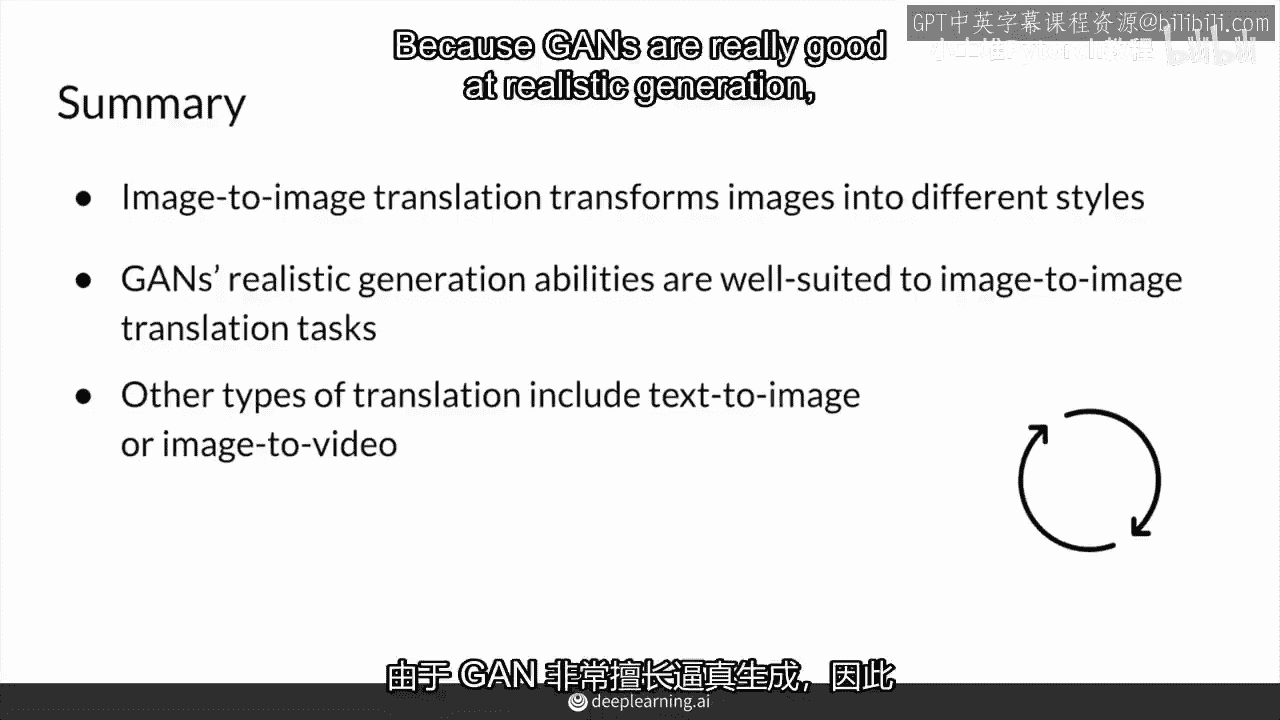 GPT中英字幕课程资源@bilibili.com
Because GANs are really good
at realistic generation,
bilibili
Summary
● Image-to-image translation transforms images into different styles
● GANs’ realistic generation abilities are well-suited to image-to-image
translation tasks
● Other types of translation include text-to-image
or image-to-video
由于 GAN 非常擅长逼真生成，因此
deeplearning.ai